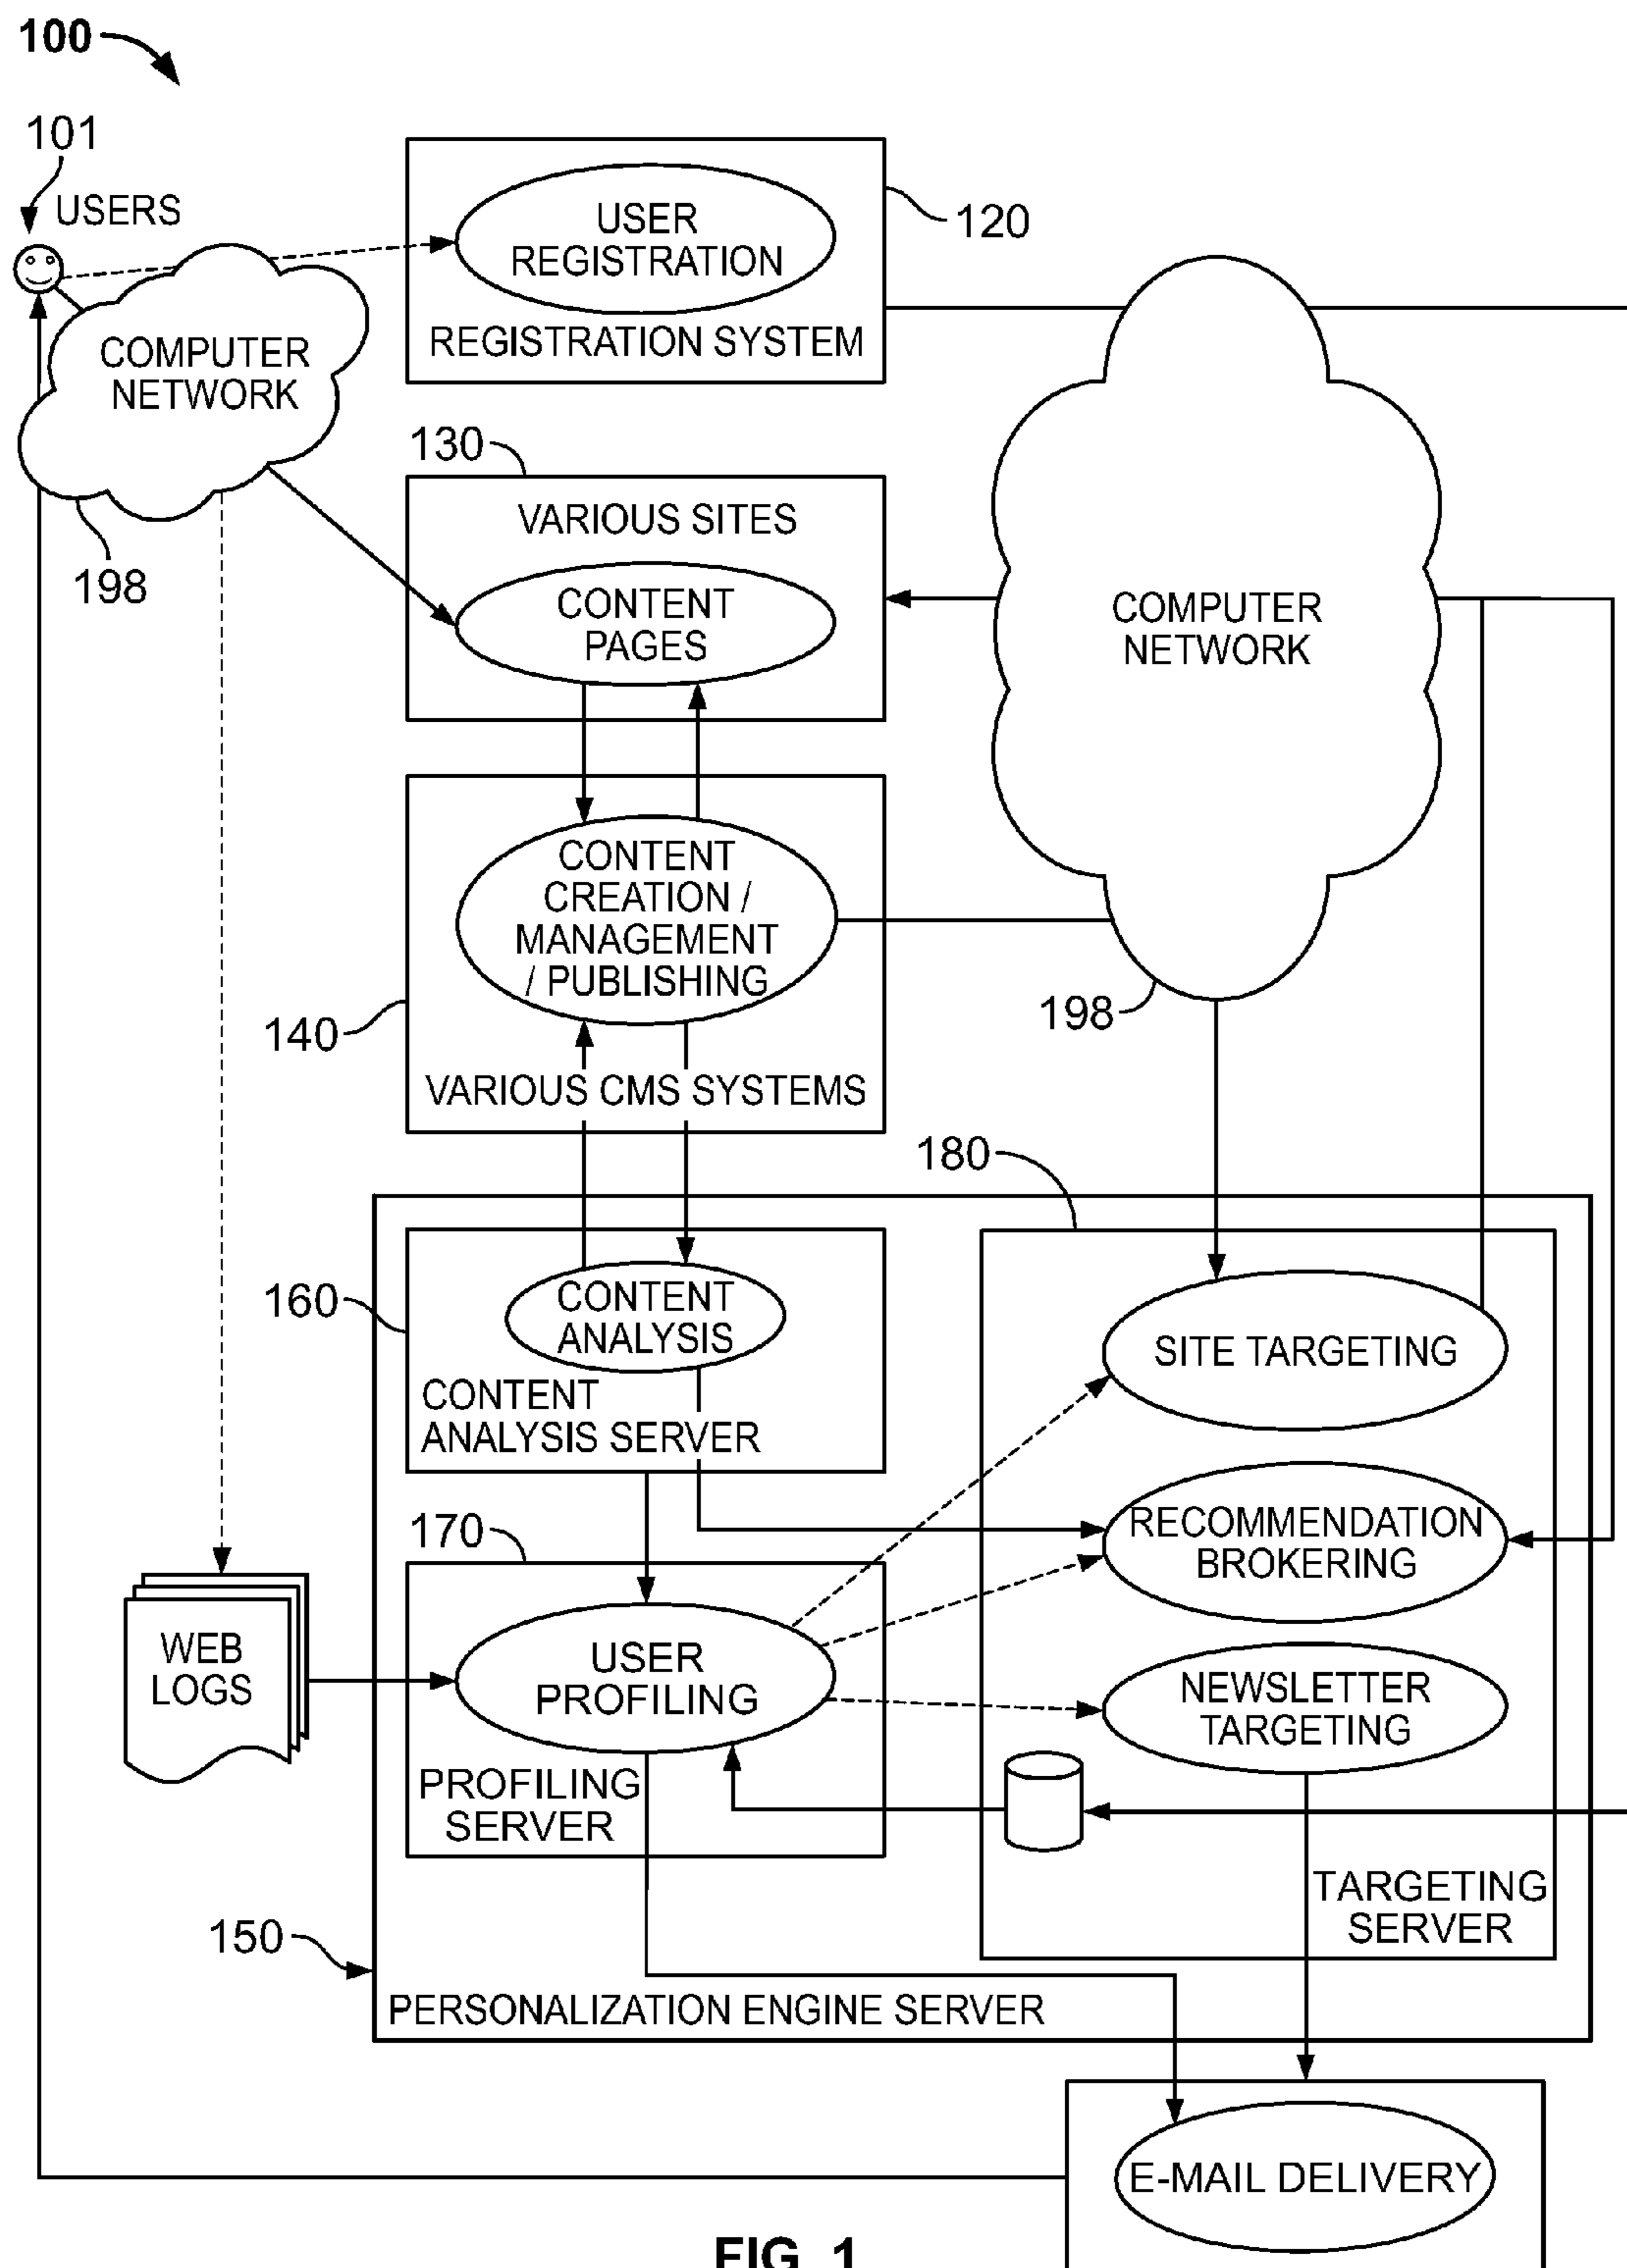 100
101
USERS
USER
REGISTRATION
120
REGISTRATION SYSTEM
COMPUTER
NETWORK
130
VARIOUS SITES
198
CONTENT
PAGES
COMPUTER
NETWORK
CONTENT
CREATION /
MANAGEMENT
/ PUBLISHING
198
140
VARIOUS CMS SYSTEMS
180
160
CONTENT
ANALYSIS
SITE TARGETING
CONTENT
ANALYSIS SERVER
170
RECOMMENDATION
BROKERING
WEB
LOGS
USER
PROFILING
NEWSLETTER
TARGETING
PROFILING
SERVER
TARGETING
SERVER
150
PERSONALIZATION ENGINE SERVER
E-MAIL DELIVERY
FIG. 1